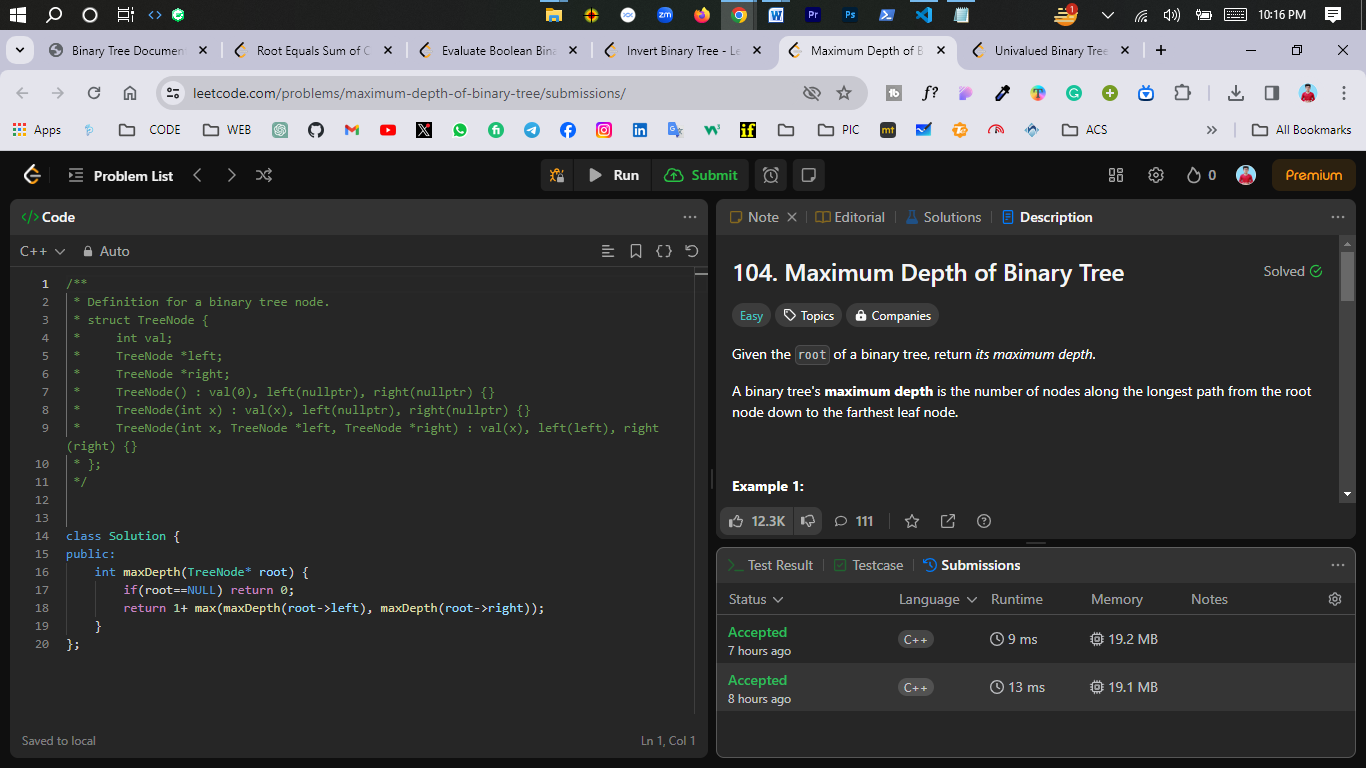 zm
W
Pr
Ps
1
10:16 PM
Binary Tree Document
Root Equals Sum of C
Evaluate Boolean Bina
Invert Binary Tree - Le
Maximum Depth of B
Univalued Binary Tree
leetcode.com/problems/maximum-depth-of-binary-tree/submissions/
f?
Apps
CODE
WEB
PIC
mt
ACS
All Bookmarks
Problem List
Run
Submit
0
Premium
</> Code
C++
Auto
1 /**
2 * Definition for a binary tree node.
3 * struct TreeNode {
4 *     int val;
5 *     TreeNode *left;
6 *     TreeNode *right;
7 *     TreeNode() : val(0), left(nullptr), right(nullptr) {}
8 *     TreeNode(int x) : val(x), left(nullptr), right(nullptr) {}
9 *     TreeNode(int x, TreeNode *left, TreeNode *right) : val(x), left(left), right
(right) {}
10 * };
11 */
12
13
14 class Solution {
15 public:
16     int maxDepth(TreeNode* root) {
17         if(root==NULL) return 0;
18         return 1+ max(maxDepth(root->left), maxDepth(root->right));
19     }
20 };
Saved to local
Ln 1, Col 1
Note
Editorial
Solutions
Description
104. Maximum Depth of Binary Tree
Solved
Easy
Topics
Companies
Given the root of a binary tree, return its maximum depth.
A binary tree's maximum depth is the number of nodes along the longest path from the root
node down to the farthest leaf node.
Example 1:
12.3K
111
Test Result
Testcase
Submissions
Status
Language
Runtime
Memory
Notes
Accepted
7 hours ago
C++
9 ms
19.2 MB
Accepted
8 hours ago
C++
13 ms
19.1 MB